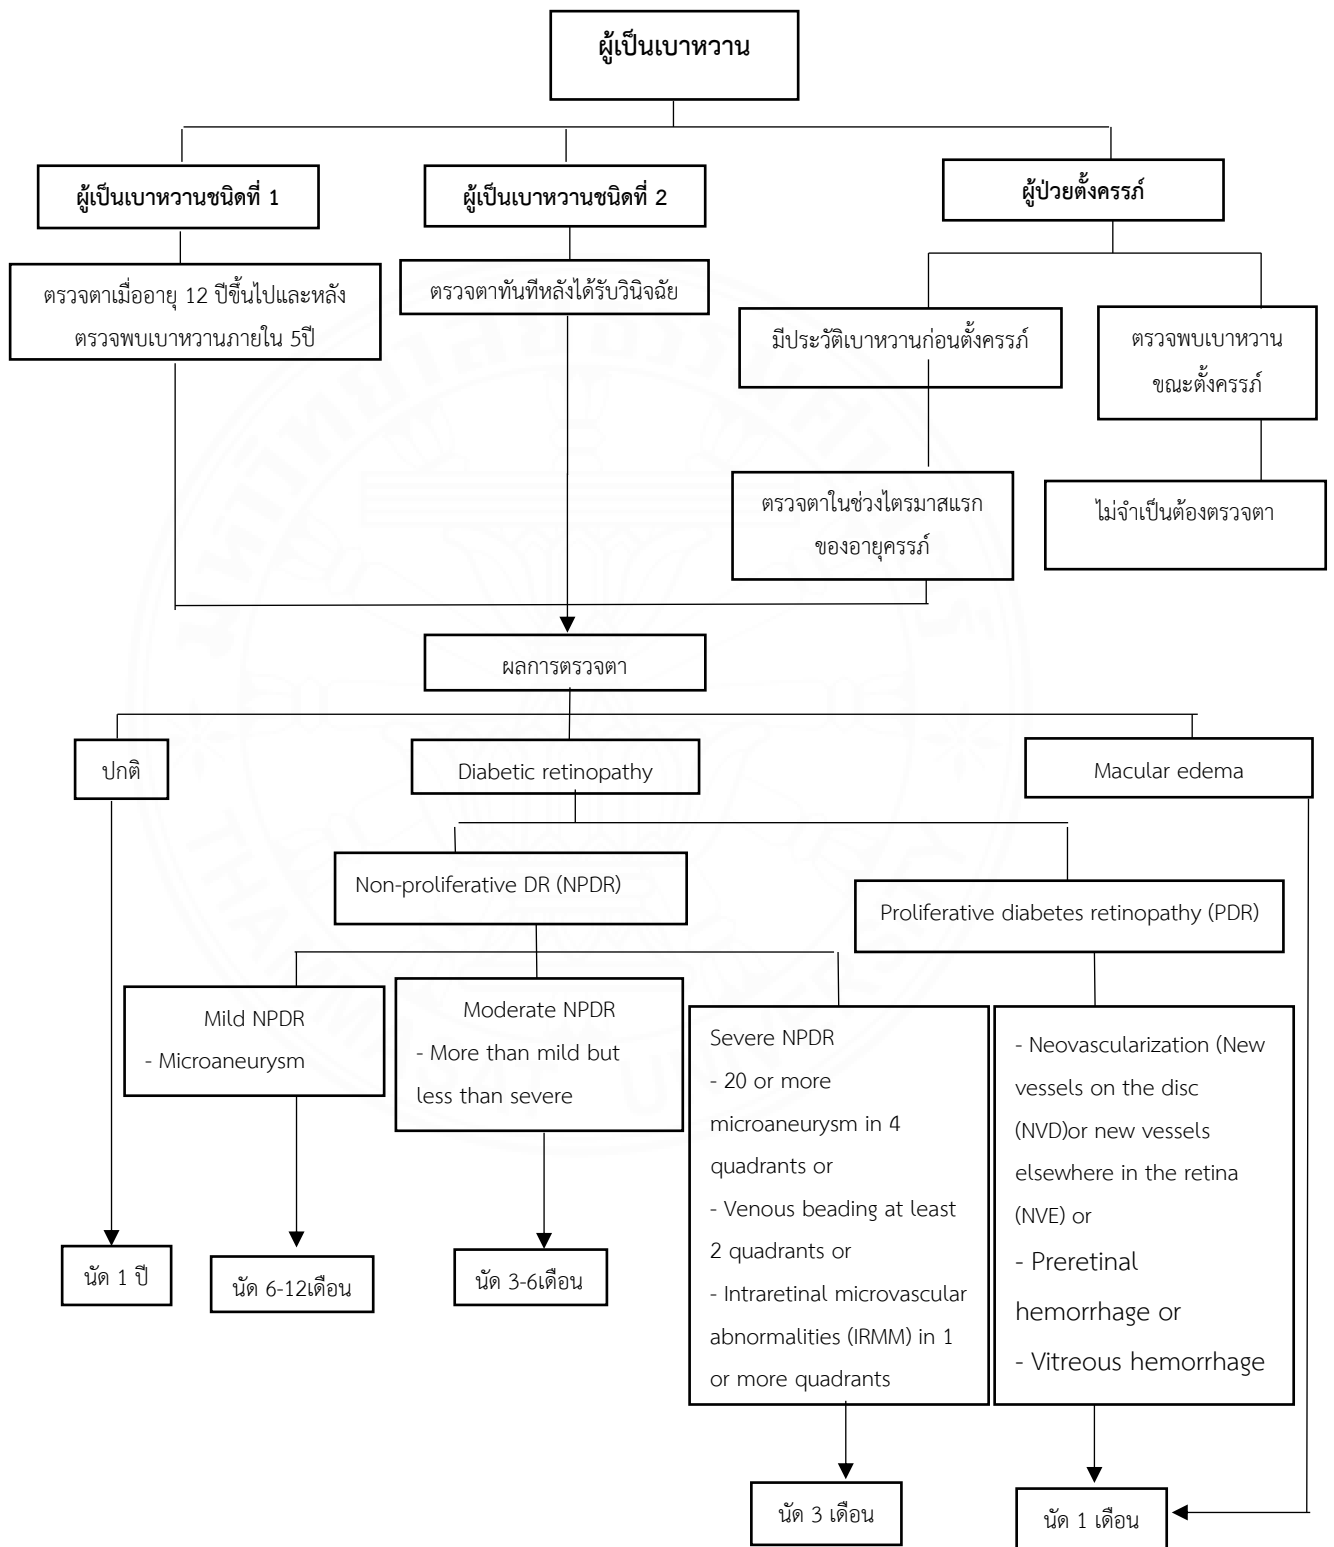 ผู้เป็นเบาหวาน
ผู้เป็นเบาหวานชนิดที่ 1
ผู้เป็นเบาหวานชนิดที่ 2
ผู้ป่วยตั้งครรภ์
ตรวจตาเมื่ออายุ 12 ปีขึ้นไปและหลัง
ตรวจพบเบาหวานภายใน 5ปี
ตรวจตาทันทีหลังได้รับวินิจฉัย
มีประวัติเบาหวานก่อนตั้งครรภ์
ตรวจพบเบาหวาน
ขณะตั้งครรภ์
ตรวจตาในช่วงไตรมาสแรก
ของอายุครรภ์
ไม่จำเป็นต้องตรวจตา
ผลการตรวจตา
ปกติ
Diabetic retinopathy
Macular edema
Non-proliferative DR (NPDR)
Proliferative diabetes retinopathy (PDR)
Mild NPDR
- Microaneurysm
Moderate NPDR
- More than mild but
less than severe
Severe NPDR
- 20 or more
microaneurysm in 4
quadrants or
- Venous beading at least
2 quadrants or
- Intraretinal microvascular
abnormalities (IRMM) in 1
or more quadrants
- Neovascularization (New
vessels on the disc
(NVD)or new vessels
elsewhere in the retina
(NVE) or
- Preretinal
hemorrhage or
- Vitreous hemorrhage
นัด 1 ปี
นัด 6-12เดือน
นัด 3-6เดือน
นัด 3 เดือน
นัด 1 เดือน